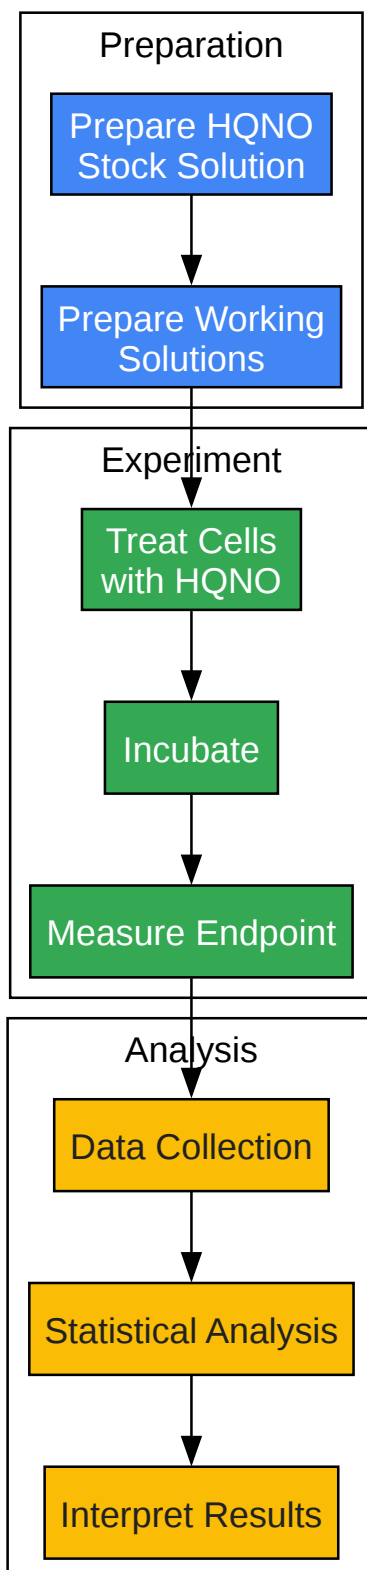 Preparation
Prepare HQNO
Stock Solution
Prepare Working
Solutions
Experiment
Treat Cells
with HQNO
Incubate
Measure Endpoint
Analysis
Data Collection
Statistical Analysis
Interpret Results